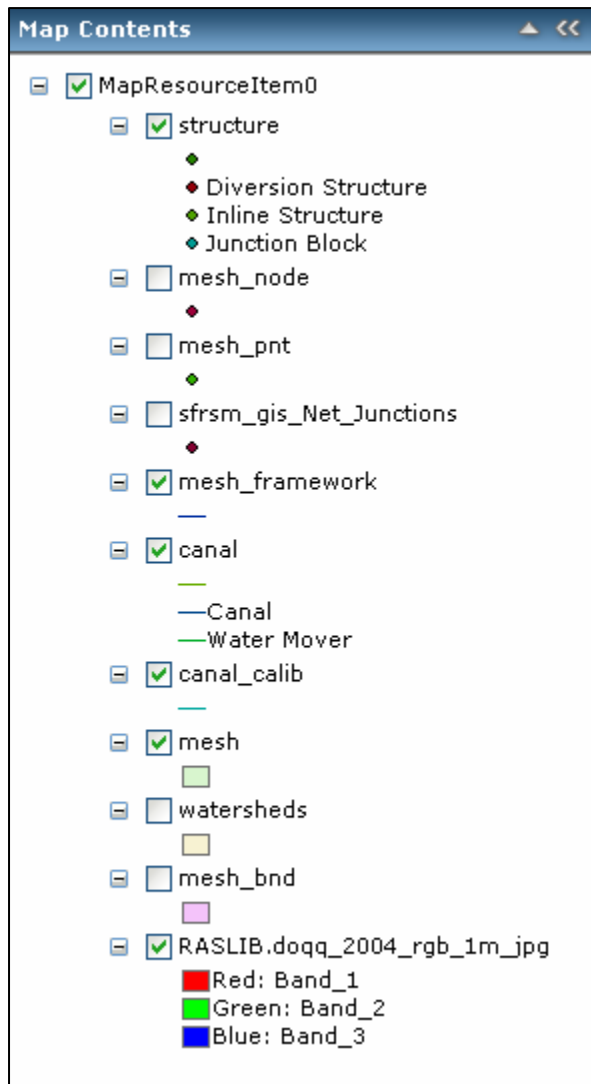 Map Contents
MapResourceItem0
structure
Diversion Structure
Inline Structure
Junction Block
mesh_node
mesh_pnt
sfrsm_gis_Net_Junctions
mesh_framework
canal
Canal
Water Mover
canal_calib
mesh
watersheds
mesh_bnd
RASLIB.doqq_2004_rgb_1m_jpg
Red: Band_1
Green: Band_2
Blue: Band_3